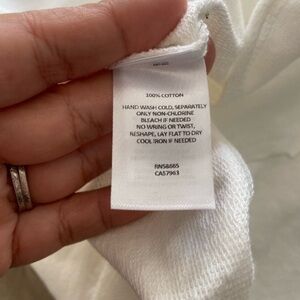 100% COTTON
HAND WASH COLD, SEPARATELY
ONLY NON-CHLORINE
BLEACH IF NEEDED
NO WRING OR TWIST,
RESHAPE, LAY FLAT TO DRY
COOL IRON IF NEEDED
RN58665
CA57963